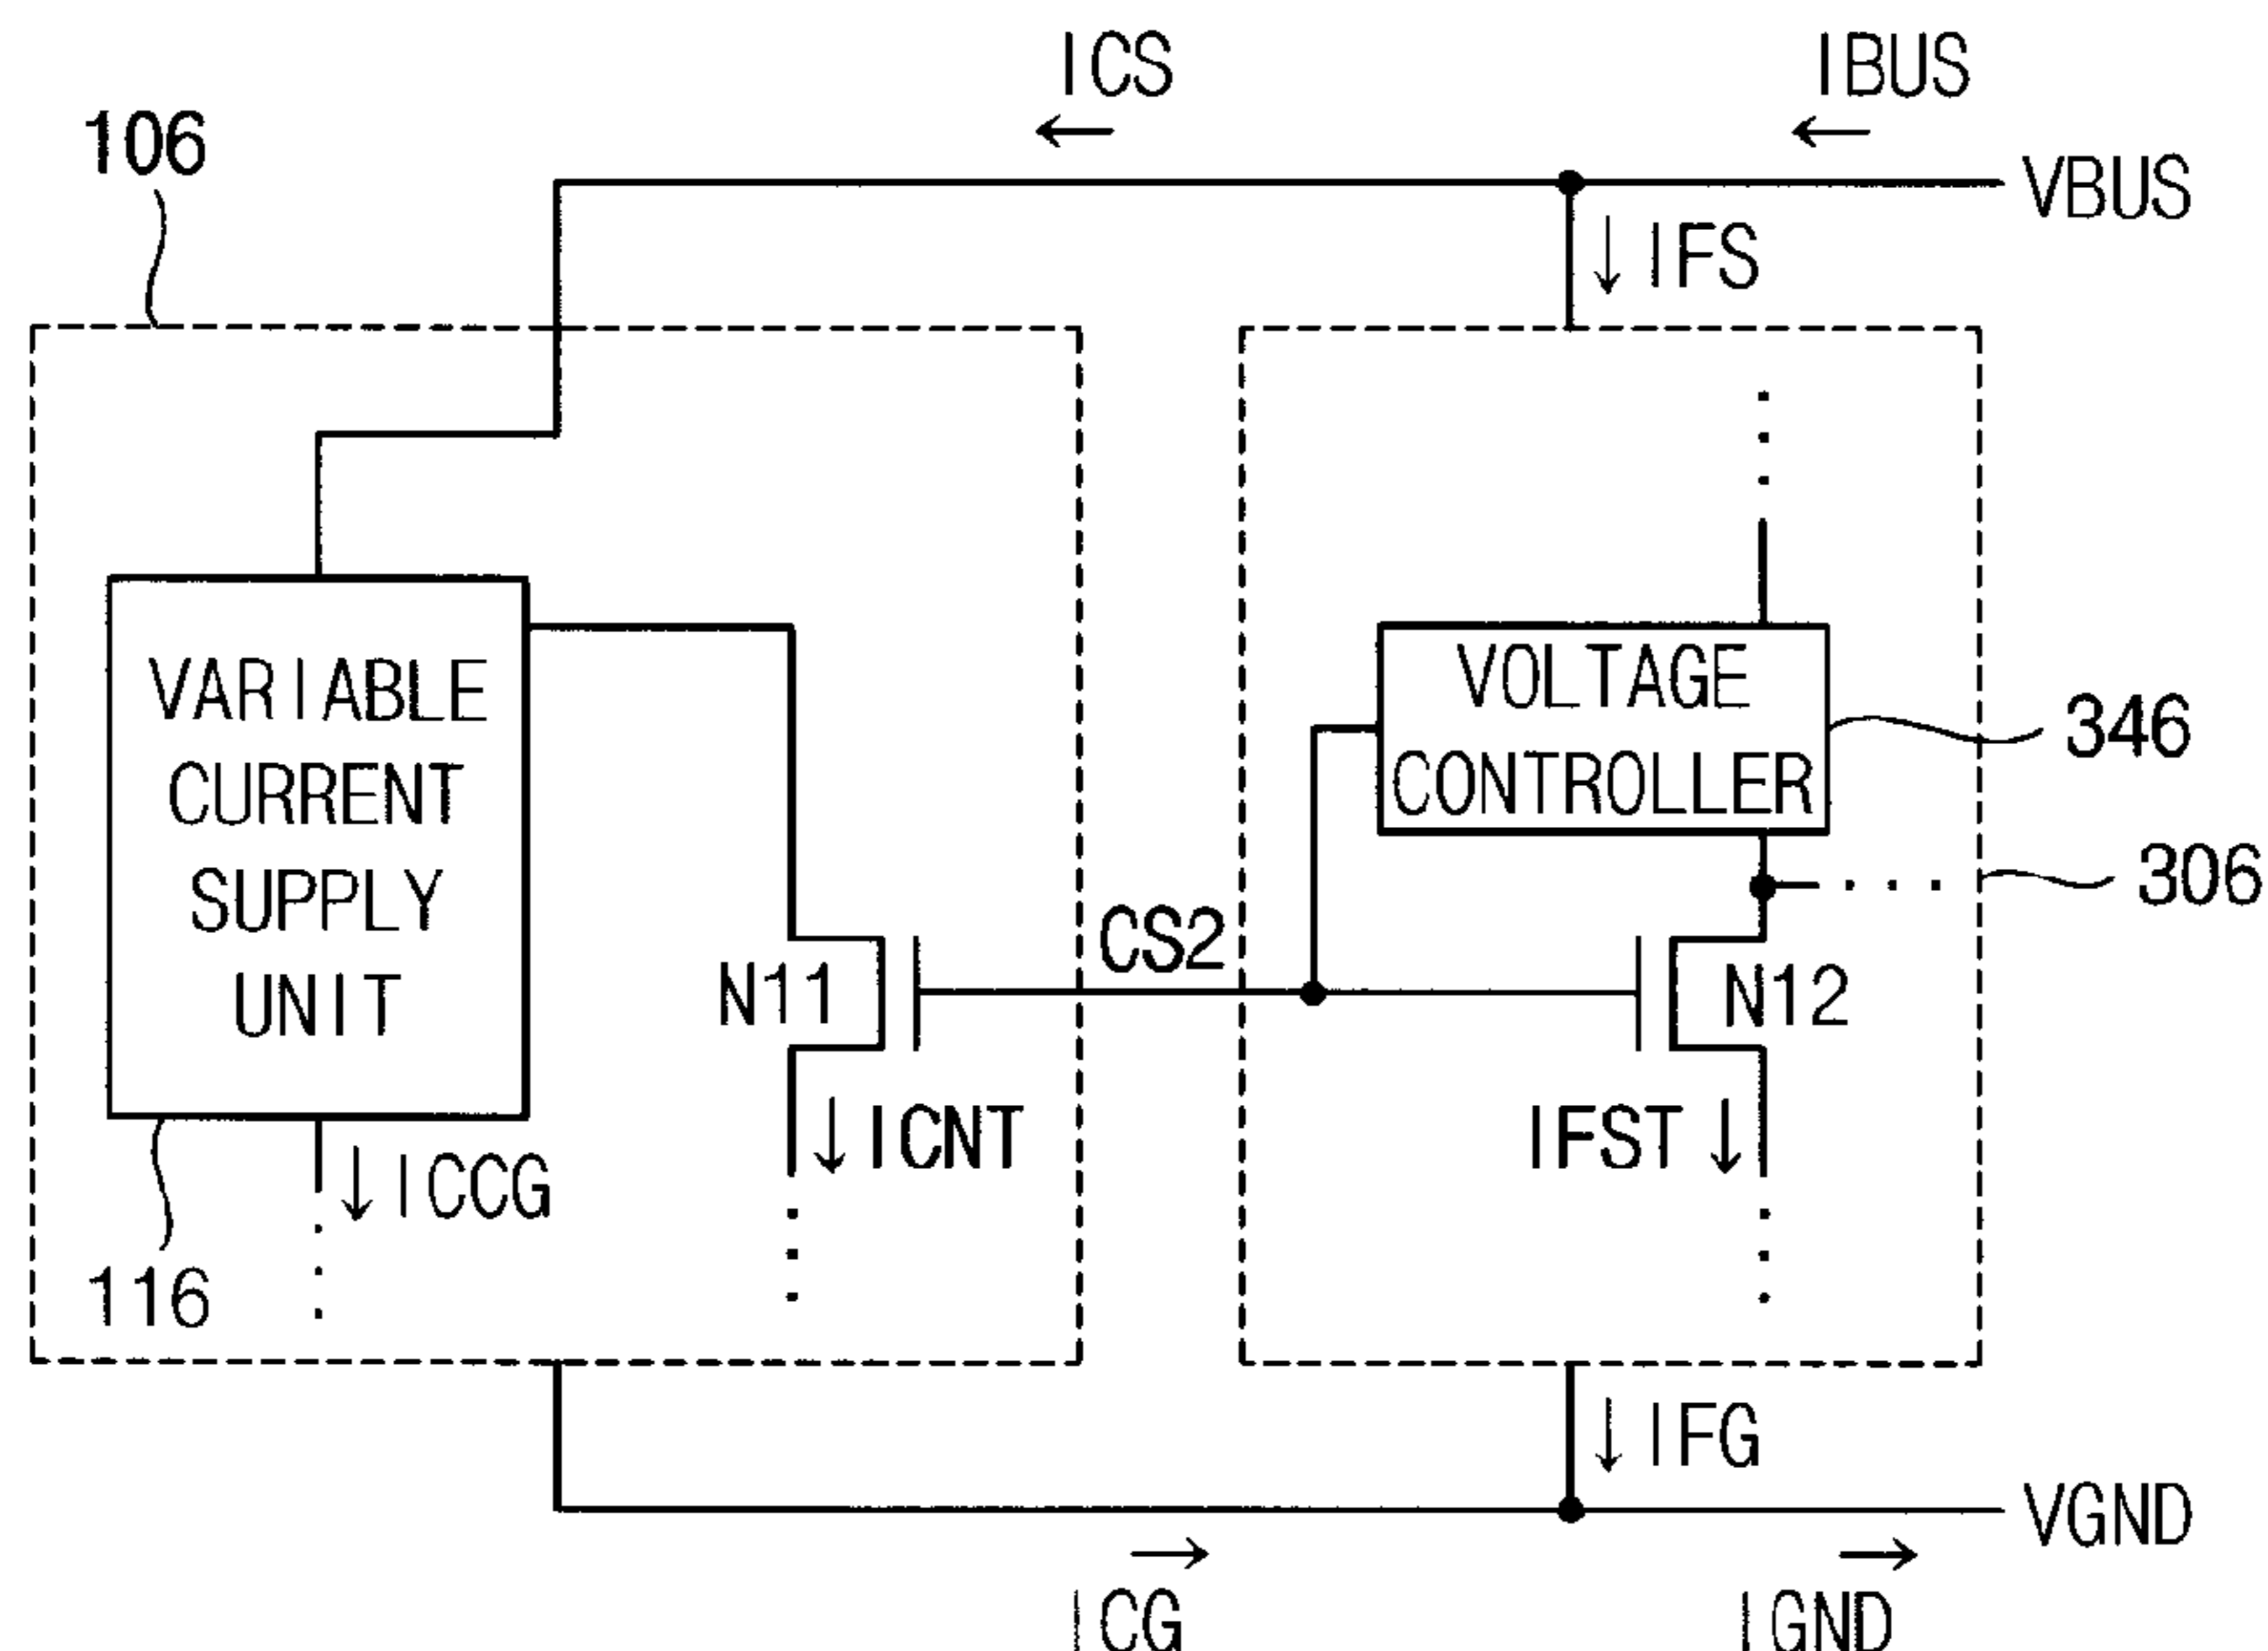 ICS
IBUS
106
VBUS
IFS
VARIABLE
CURRENT
SUPPLY
UNIT
VOLTAGE
CONTROLLER
346
306
CS2
N11
N12
ICNT
IFST
ICCG
116
IFG
VGND
ICG
IGND